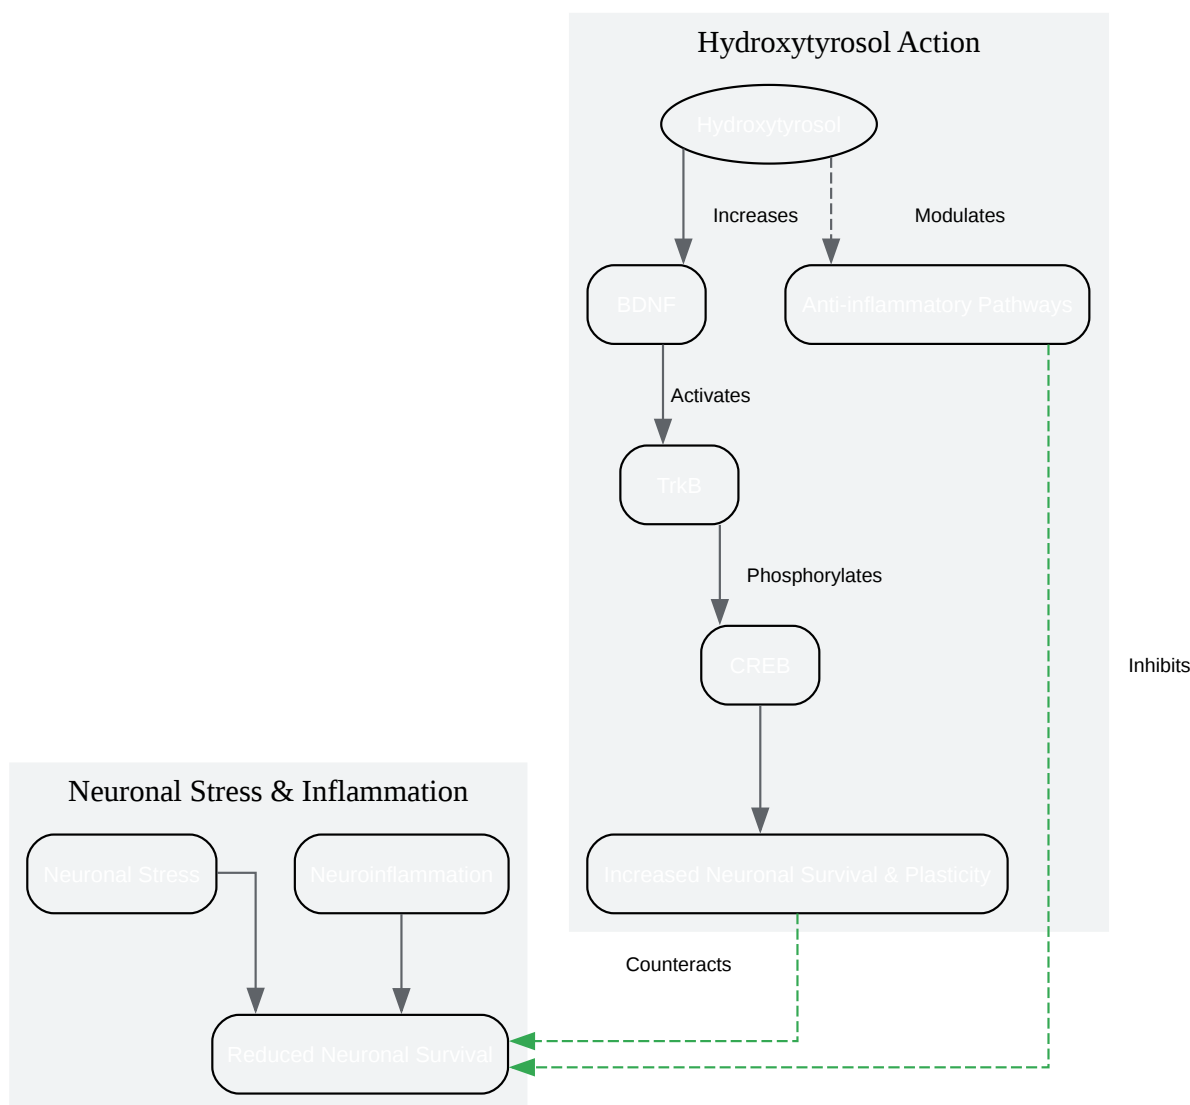 Hydroxytyrosol Action
Hydroxytyrosol
Increases
Modulates
BDNF
Anti-inflammatory Pathways
Activates
TrkB
Phosphorylates
CREB
Inhibits
Neuronal Stress & Inflammation
Neuronal Stress
Neuroinflammation
Increased Neuronal Survival & Plasticity
Counteracts
Reduced Neuronal Survival